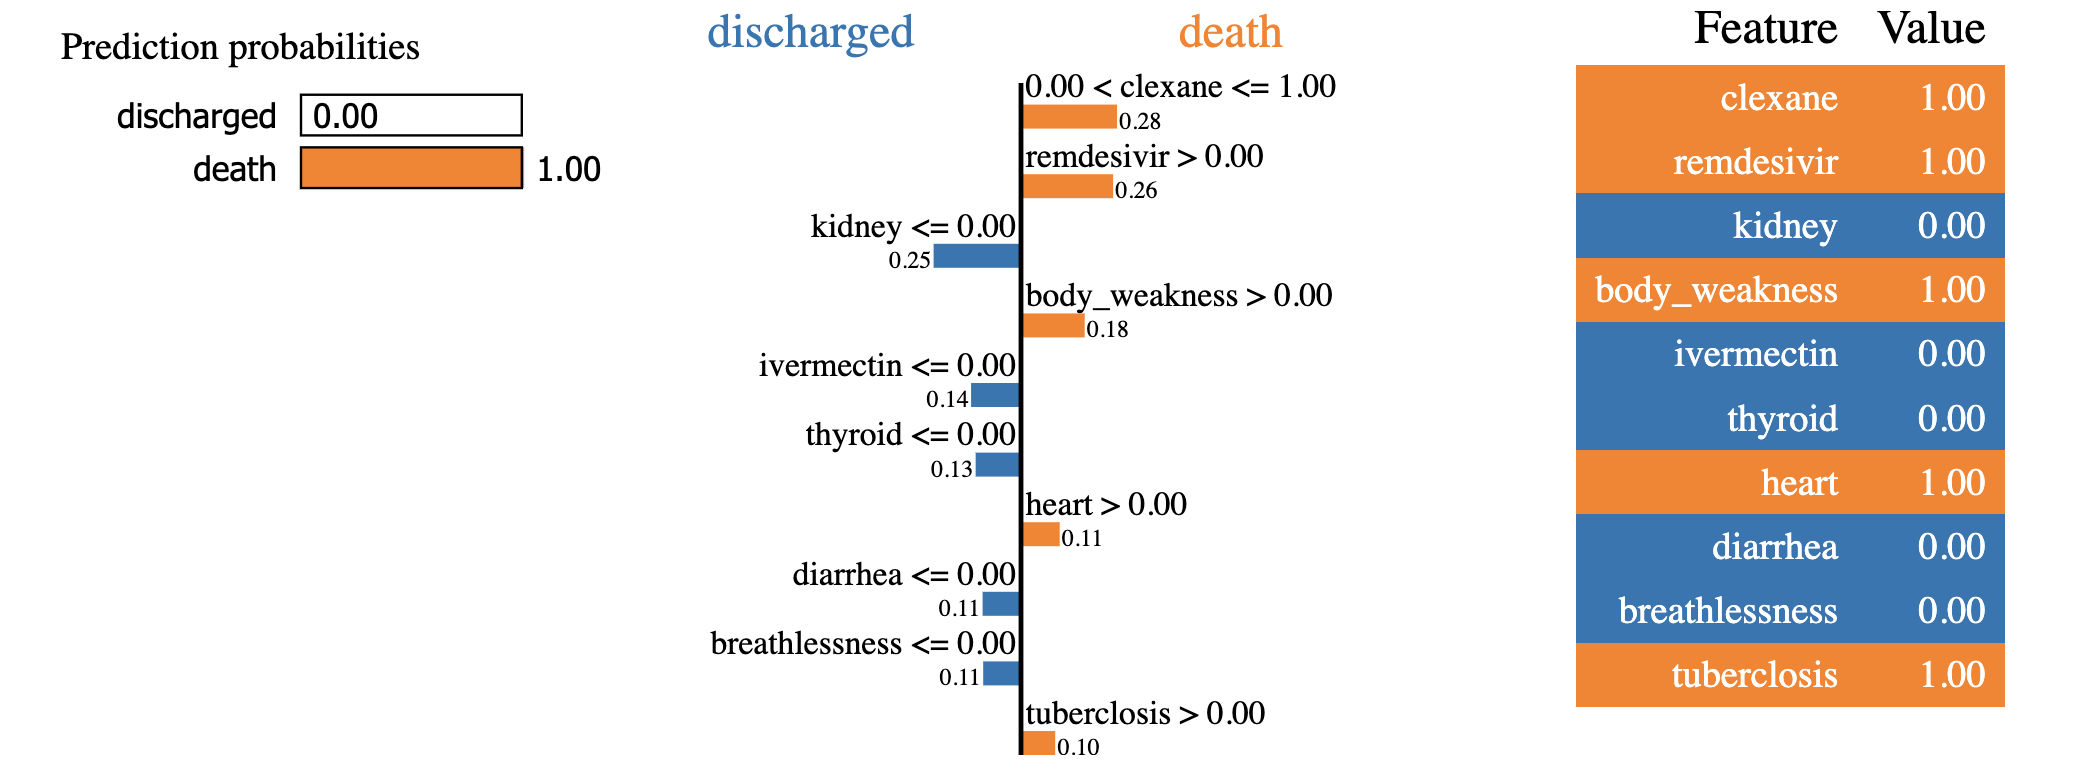 Prediction probabilities
discharged 0.00
death 1.00
discharged death
0.00 < clexane <= 1.00
0.28
remdesivir > 0.00
0.26
kidney <= 0.00
0.25
body_weakness > 0.00
0.18
ivermectin <= 0.00
0.14
thyroid <= 0.00
0.13
heart > 0.00
0.11
diarrhea <= 0.00
0.11
breathlessness <= 0.00
0.11
tuberclosis > 0.00
0.10
Feature Value
clexane 1.00
remdesivir 1.00
kidney 0.00
body_weakness 1.00
ivermectin 0.00
thyroid 0.00
heart 1.00
diarrhea 0.00
breathlessness 0.00
tuberclosis 1.00